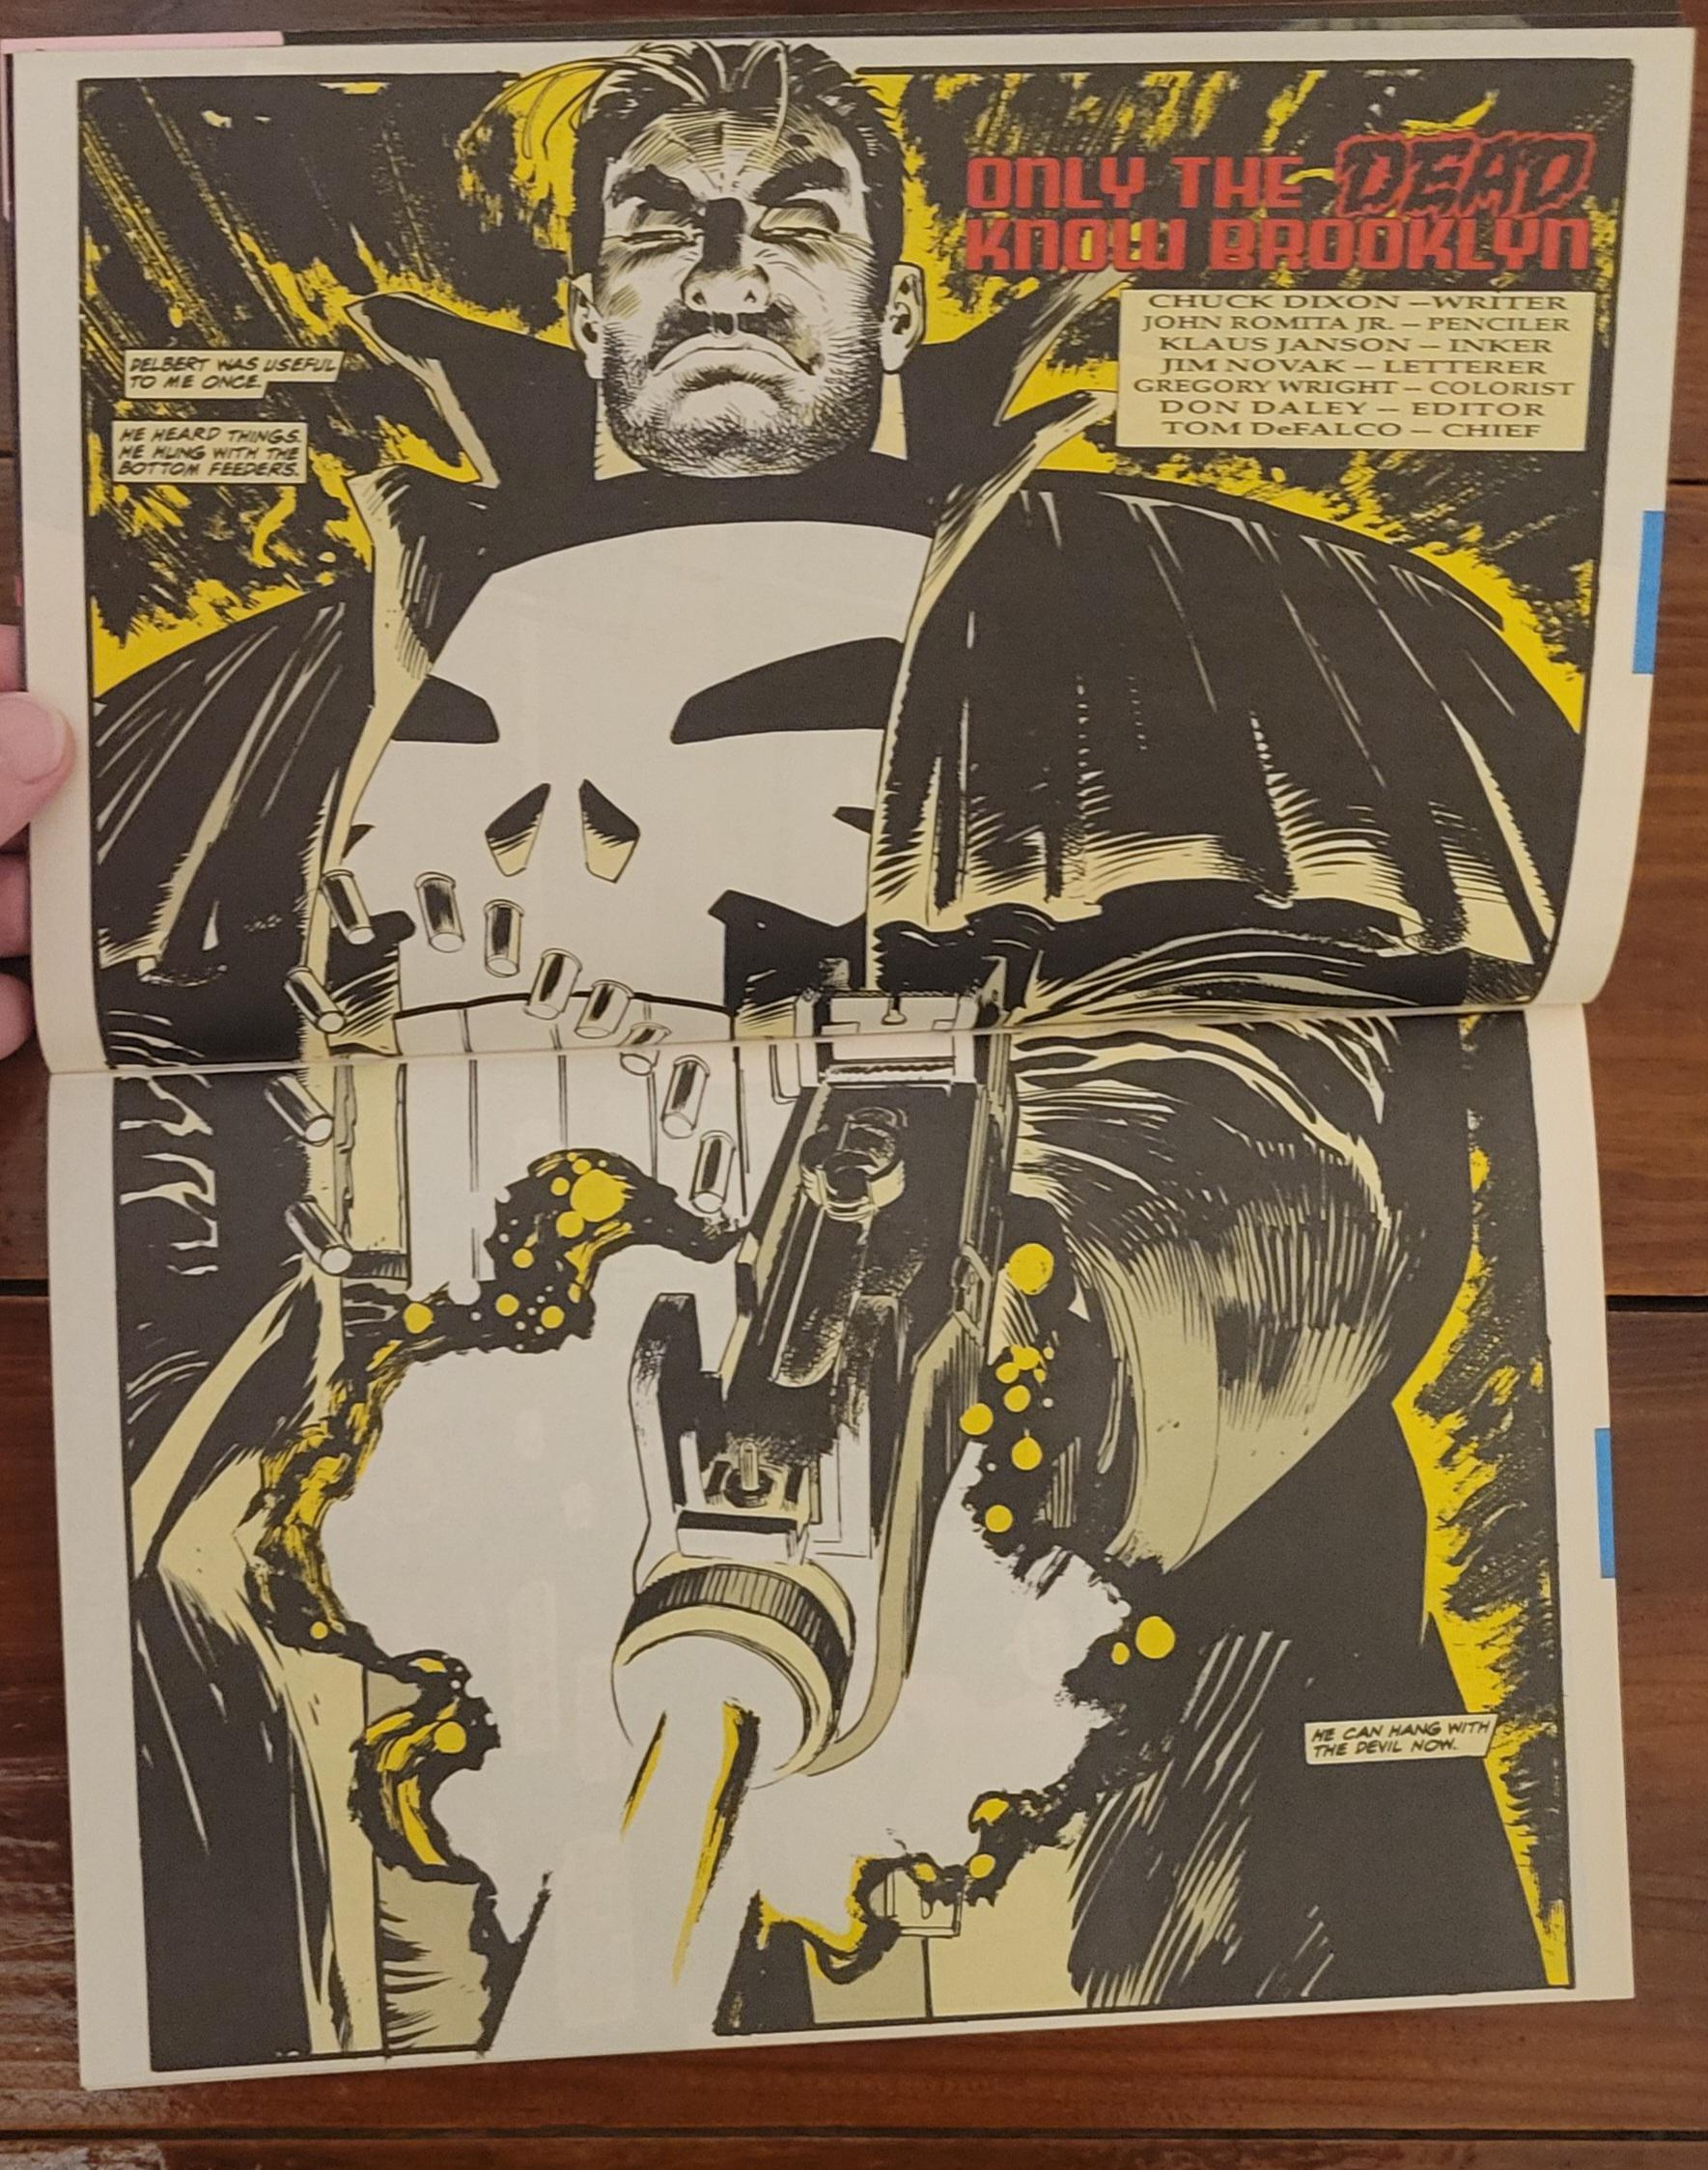 ONLY THE DEAD
KNOW BROOKLYN
CHUCK DIXON — WRITER
JOHN ROMITA JR. — PENCILER
KLAUS JANSON — INKER
JIM NOVAK — LETTERER
GREGORY WRIGHT — COLORIST
DON DALEY — EDITOR
TOM DeFALCO — CHIEF
DELBERT WAS USEFUL
TO ME ONCE.
HE HEARD THINGS.
HE HUNG WITH THE
BOTTOM FEEDERS.
HE CAN HANG WITH
THE DEVIL NOW.